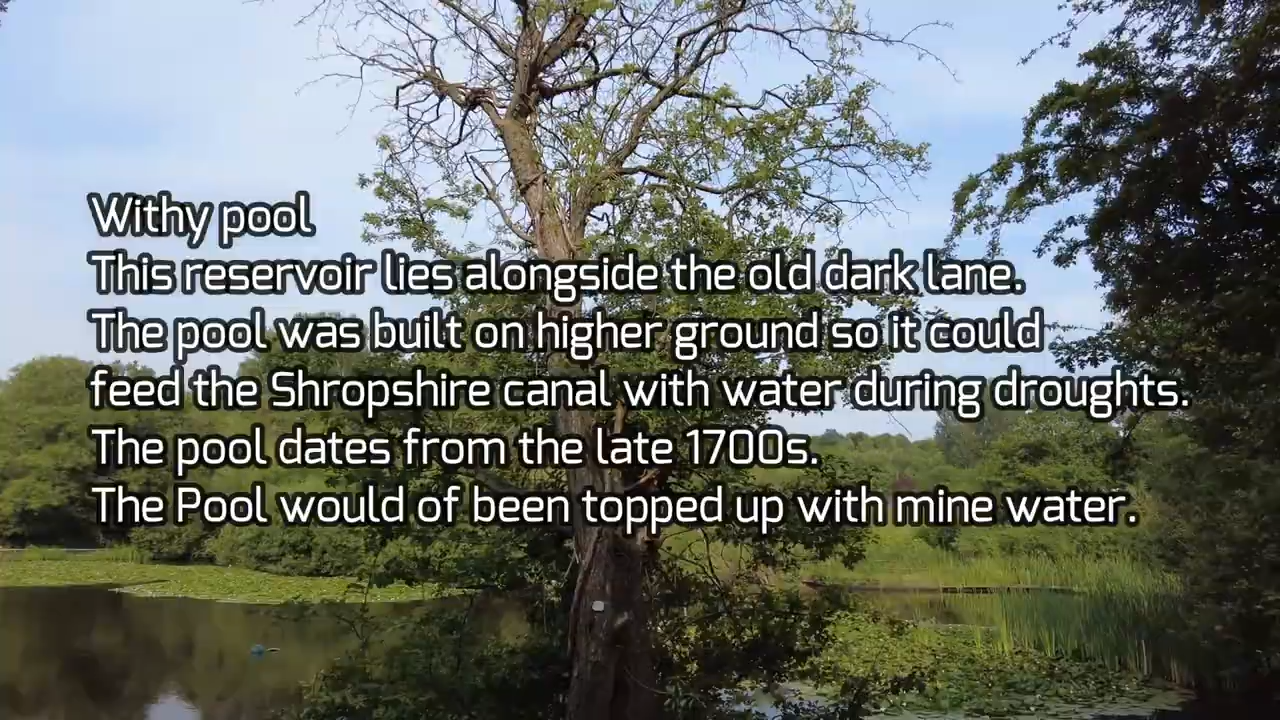 Withy pool
This reservoir lies alongside the old dark lane.
The pool was built on higher ground so it could
feed the Shropshire canal with water during droughts.
The pool dates from the late 1700s.
The Pool would of been topped up with mine water.